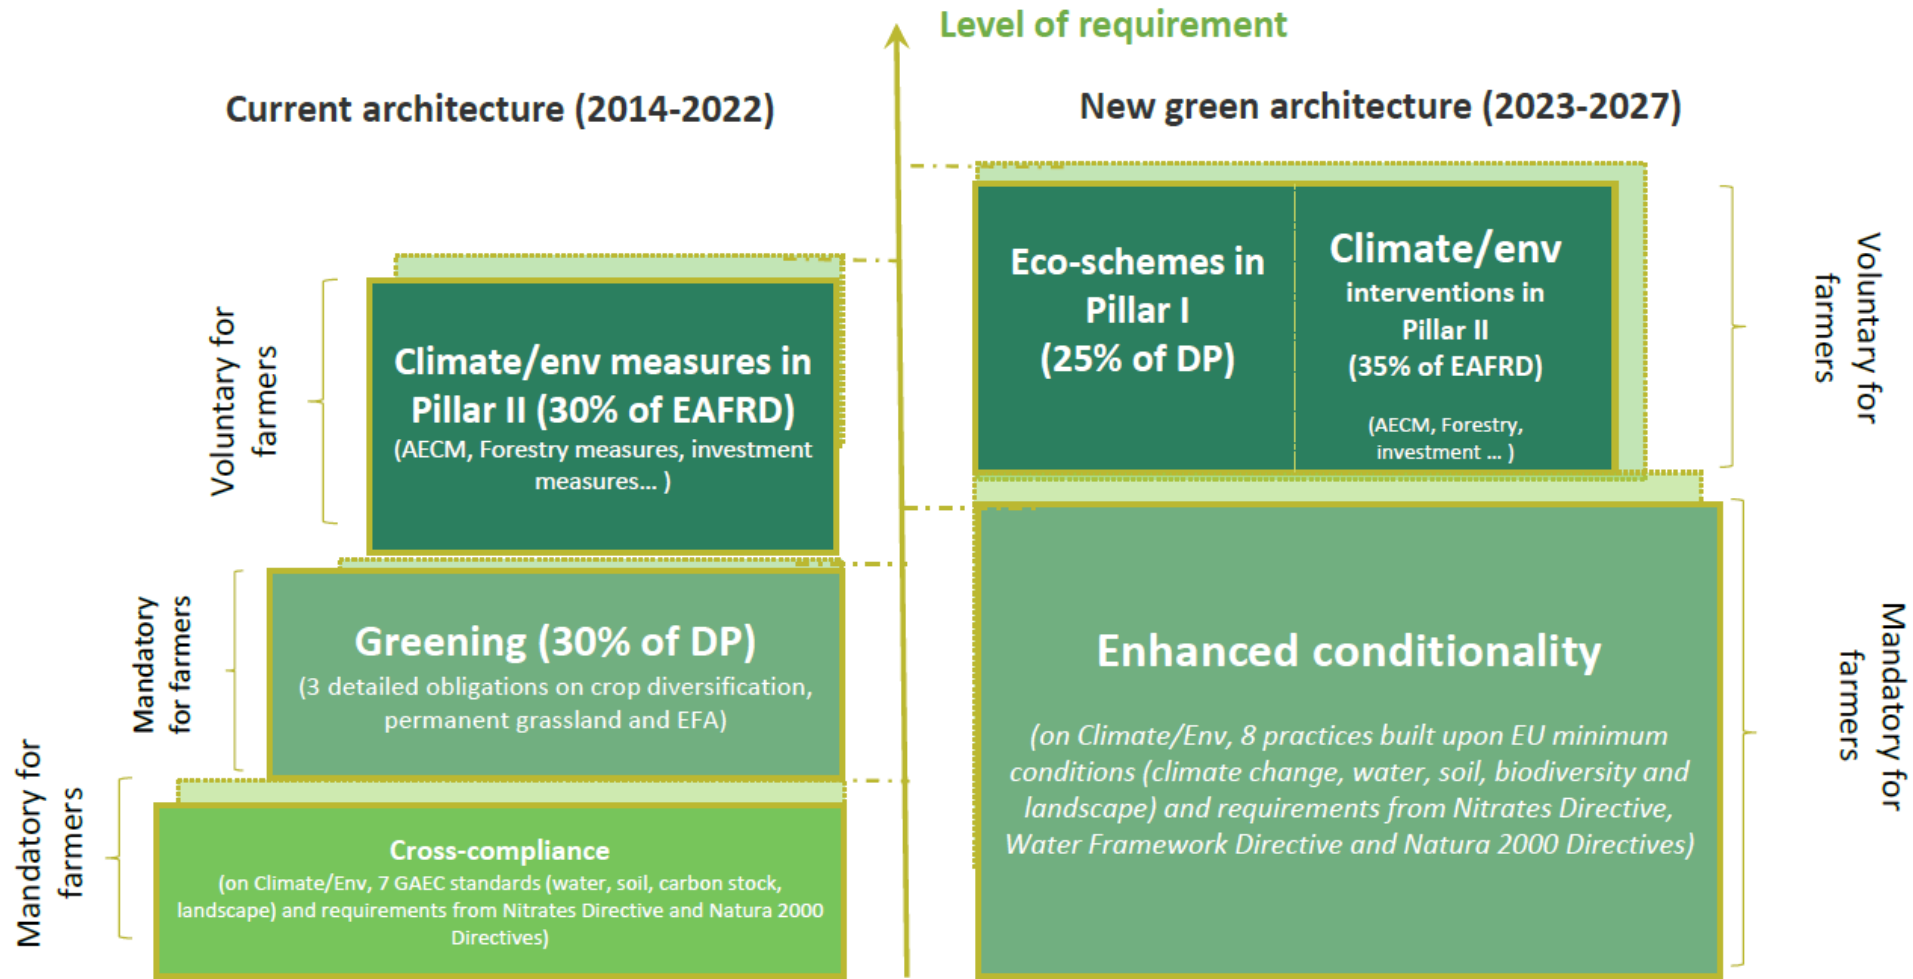 Level of requirement
Current architecture (2014-2022)
New green architecture (2023-2027)
Voluntary for
farmers
Climate/env measures in
Pillar II (30% of EAFRD)
(AECM, Forestry measures, investment
measures... )
Mandatory
for farmers
Greening (30% of DP)
(3 detailed obligations on crop diversification,
permanent grassland and EFA)
Mandatory for
farmers
Cross-compliance
(on Climate/Env, 7 GAEC standards (water, soil, carbon stock,
landscape) and requirements from Nitrates Directive and Natura 2000
Directives)
Eco-schemes in
Pillar I
(25% of DP)
Climate/env
interventions in
Pillar II
(35% of EAFRD)
(AECM, Forestry,
investment ... )
Voluntary for
farmers
Enhanced conditionality
(on Climate/Env, 8 practices built upon EU minimum
conditions (climate change, water, soil, biodiversity and
landscape) and requirements from Nitrates Directive,
Water Framework Directive and Natura 2000 Directives)
Mandatory for
farmers